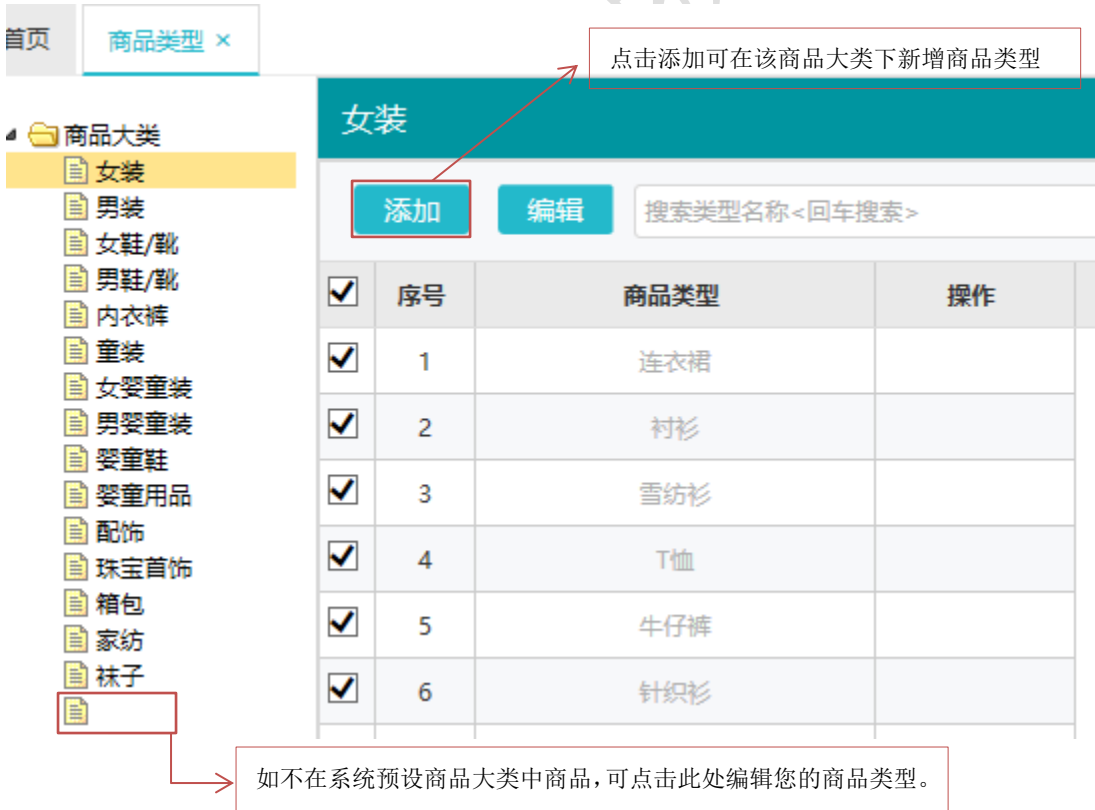 首页
商品类型 ×
点击添加可在该商品大类下新增商品类型
商品大类
女装
男装
女鞋/靴
男鞋/靴
内衣裤
童装
女婴童装
男婴童装
婴童鞋
婴童用品
配饰
珠宝首饰
箱包
家纺
袜子
女装
添加 编辑 搜索类型名称<回车搜索>
序号 商品类型 操作
1 连衣裙
2 衬衫
3 雪纺衫
4 T恤
5 牛仔裤
6 针织衫
如不在系统预设商品大类中商品,可点击此处编辑您的商品类型。